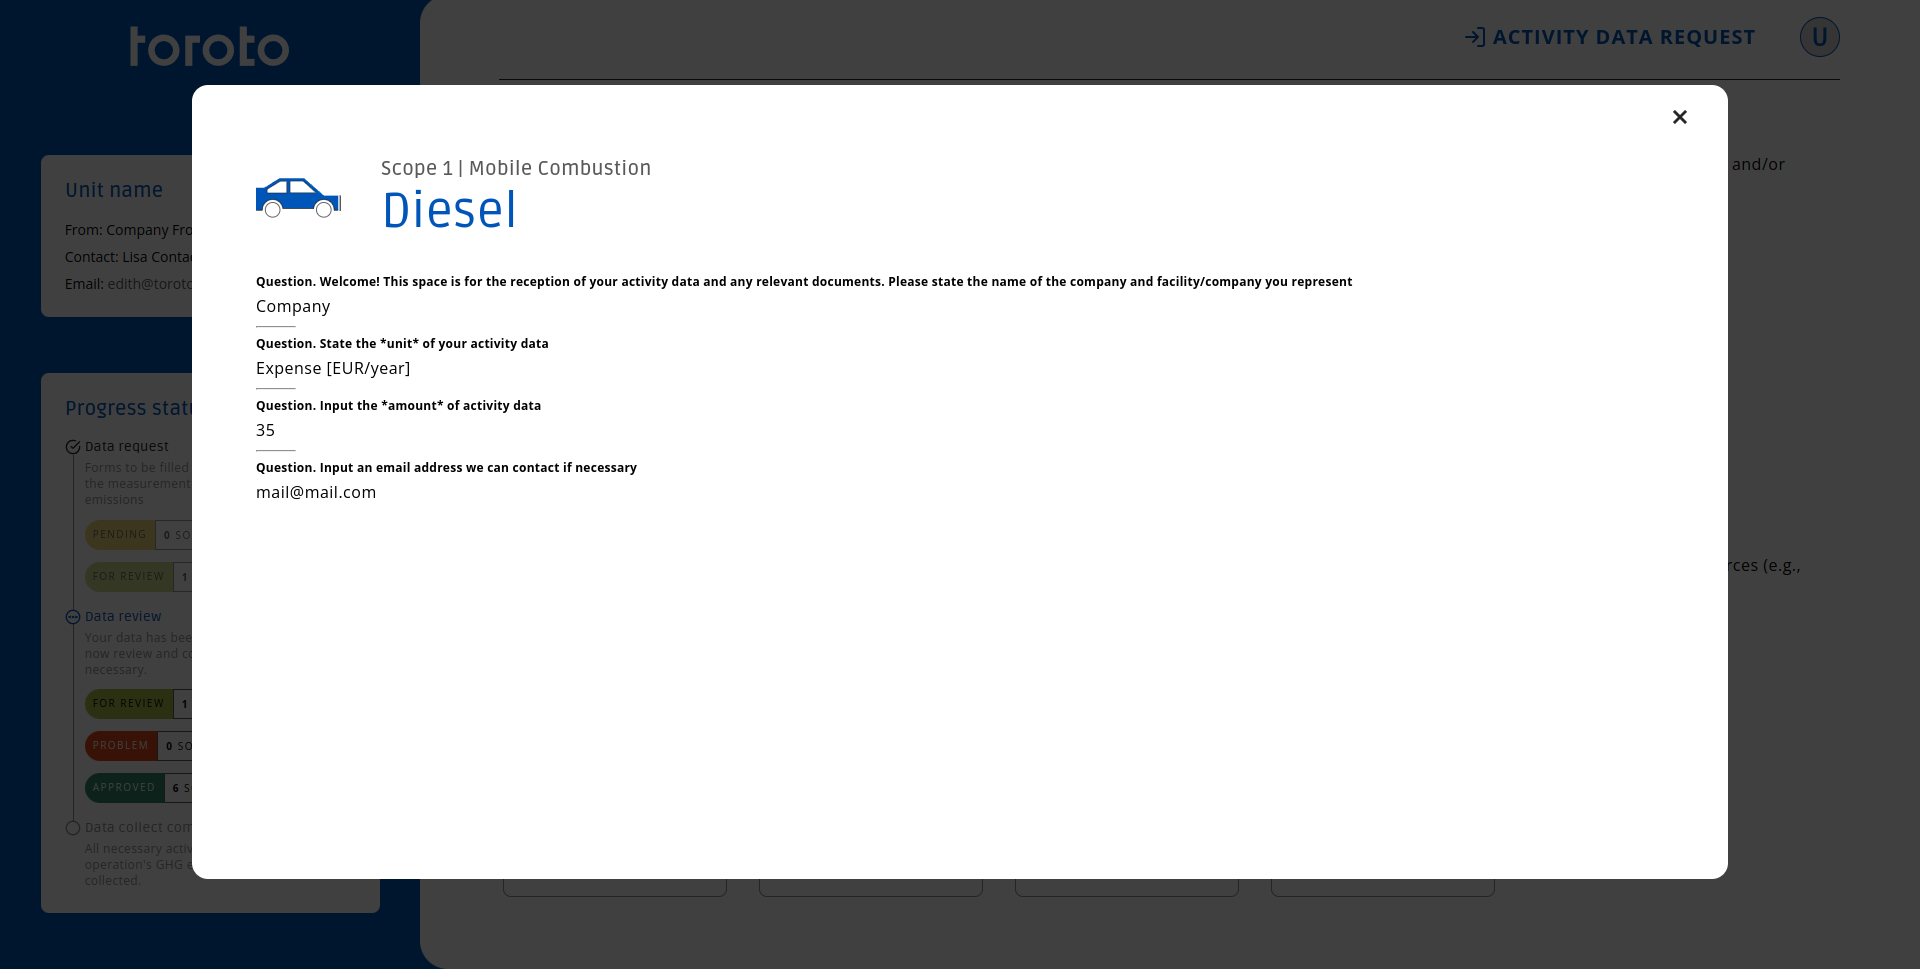 toroto
ACTIVITY DATA REQUEST
U
and/or
Unit name
From: Company Fro
Contact: Lisa Conta
Email: edith@toroto
Scope 1 | Mobile Combustion
Diesel
Question. Welcome! This space is for the reception of your activity data and any relevant documents. Please state the name of the company and facility/company you represent
Company
Question. State the *unit* of your activity data
Expense [EUR/year]
Question. Input the *amount* of activity data
35
Question. Input an email address we can contact if necessary
mail@mail.com
Progress statu
Data request
Forms to be filled
the measurement
emissions
PENDING 0 SO
FOR REVIEW 1
Data review
Your data has bee
now review and co
necessary.
FOR REVIEW 1
PROBLEM 0 SO
APPROVED 6 S
Data collect com
All necessary activ
operation's GHG e
collected.
rces (e.g.,